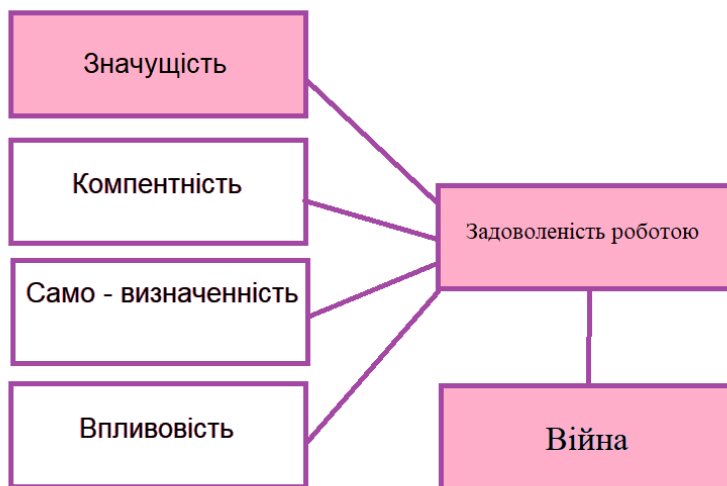 Значущість
Компентність
Само - визначенність
Впливовість
Задоволеність роботою
Війна